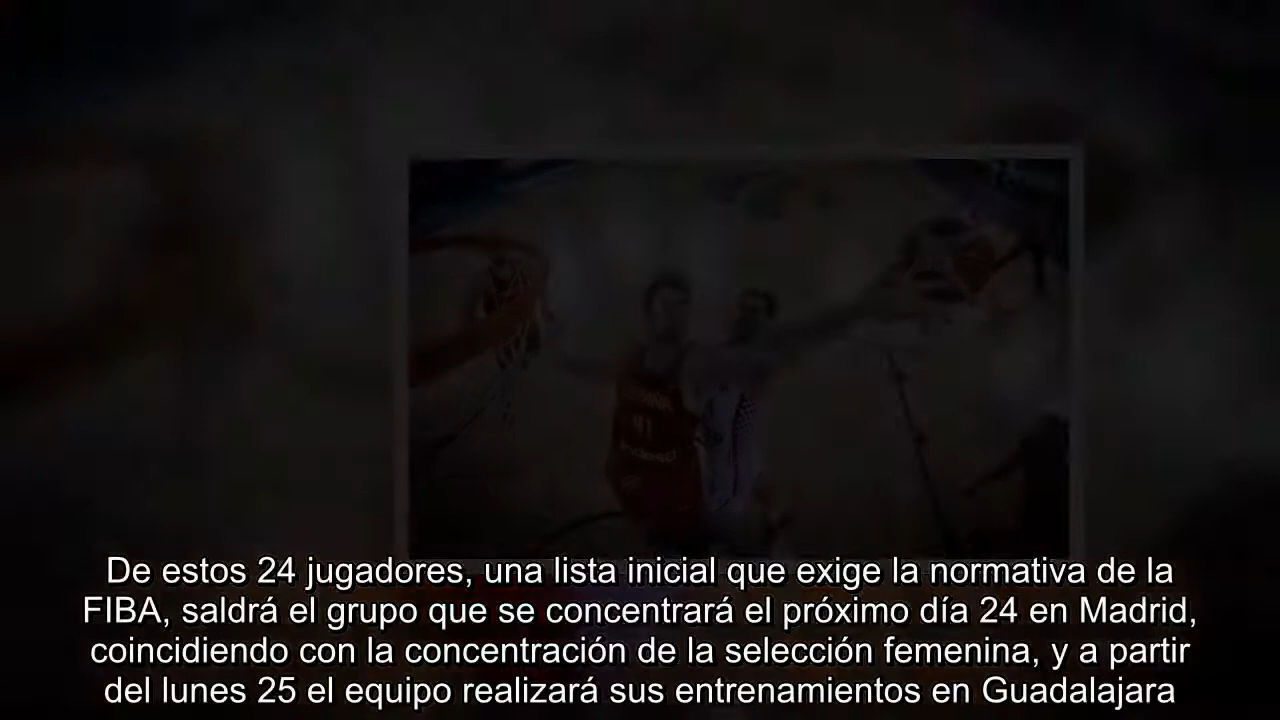 De estos 24 jugadores, una lista inicial que exige la normativa de la
FIBA, saldrá el grupo que se concentrará el próximo día 24 en Madrid,
coincidiendo con la concentración de la selección femenina, y a partir
del lunes 25 el equipo realizará sus entrenamientos en Guadalajara